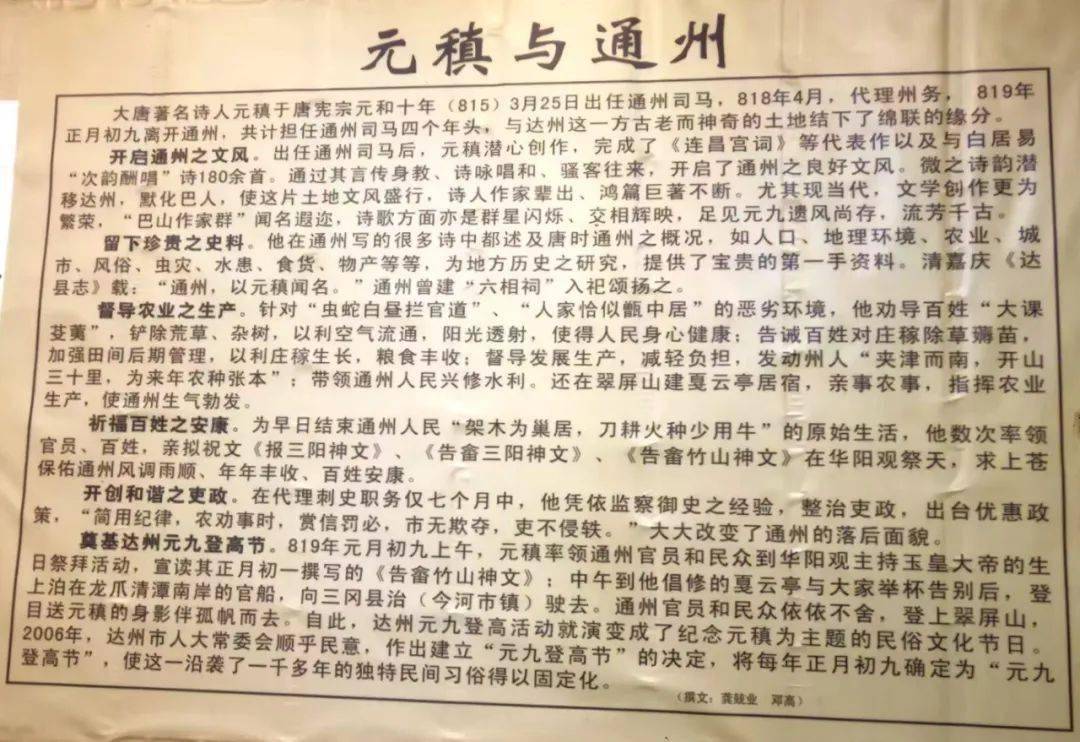 元稹与通州
大唐著名诗人元稹于唐宪宗元和十年（815）3月25日出任通州司马，818年4月，代理州务，819年
正月初九离开通州，共计担任通州司马四个年头，与达州这一方古老而神奇的土地结下了绵联的缘分。
开启通州之文风。出任通州司马后，元稹潜心创作，完成了《连昌宫词》等代表作以及与白居易
“次韵酬唱”诗180余首。通过其言传身教、诗咏唱和、骚客往来，开启了通州之良好文风。微之诗韵潜
移达州，默化巴人，使这片土地文风盛行，诗人作家辈出、鸿篇巨著不断。尤其现当代，文学创作更为
繁荣，“巴山作家群”闻名遐迩，诗歌方面亦是群星闪烁、交相辉映，足见元九遗风尚存，流芳千古。
留下珍贵之史料。他在通州写的很多诗中都述及唐时通州之概况，如人口、地理环境、农业、城
市、风俗、虫灾、水患、食货、物产等等，为地方历史之研究，提供了宝贵的第一手资料。清嘉庆《达
县志》载：“通州，以元稹闻名。”通州曾建“六相祠”入祀颂扬之。
督导农业之生产。针对“虫蛇白昼拦官道”、“人家恰似甑中居”的恶劣环境，他劝导百姓“大课
芟荑”，铲除荒草、杂树，以利空气流通，阳光透射，使得人民身心健康；告诫百姓对庄稼除草薅苗，
加强田间后期管理，以利庄稼生长，粮食丰收；督导发展生产，减轻负担，发动州人“夹津而南，开山
三十里，为来年农种张本”；带领通州人民兴修水利。还在翠屏山建戛云亭居宿，亲事农事，指挥农业
生产，使通州生气勃发。
祈福百姓之安康。为早日结束通州人民“架木为巢居，刀耕火种少用牛”的原始生活，他数次率领
官员、百姓，亲拟祝文《报三阳神文》、《告畲三阳神文》、《告畲竹山神文》在华阳观祭天，求上苍
保佑通州风调雨顺、年年丰收、百姓安康。
开创和谐之吏政。在代理刺史职务仅七个月中，他凭依监察御史之经验，整治吏政，出台优惠政
策，“简用纪律，农劝事时，赏信罚必，市无欺夺，吏不侵轶。”大大改变了通州的落后面貌。
奠基达州元九登高节。819年元月初九上午，元稹率领通州官员和民众到华阳观主持玉皇大帝的生
日祭拜活动，宣读其正月初一撰写的《告畲竹山神文》；中午到他倡修的戛云亭与大家举杯告别后，登
上泊在龙爪清潭南岸的官船，向三冈县治（今河市镇）驶去。通州官员和民众依依不舍，登上翠屏山，
目送元稹的身影伴孤帆而去。自此，达州元九登高活动就演变成了纪念元稹为主题的民俗文化节日。
2006年，达州市人大常委会顺乎民意，作出建立“元九登高节”的决定，将每年正月初九确定为“元九
登高节”，使这一沿袭了一千多年的独特民间习俗得以固定化。
（撰文：龚兢业 邓高）